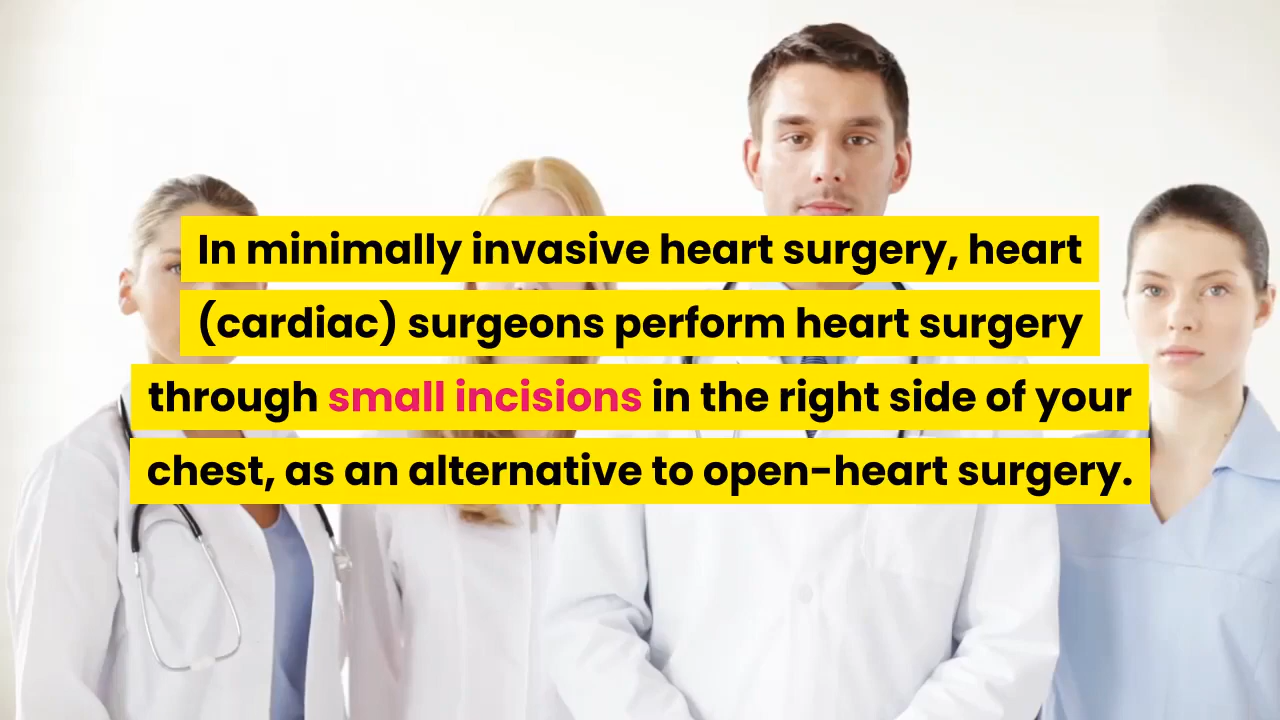 In minimally invasive heart surgery, heart
(cardiac) surgeons perform heart surgery
through small incisions in the right side of your
chest, as an alternative to open-heart surgery.